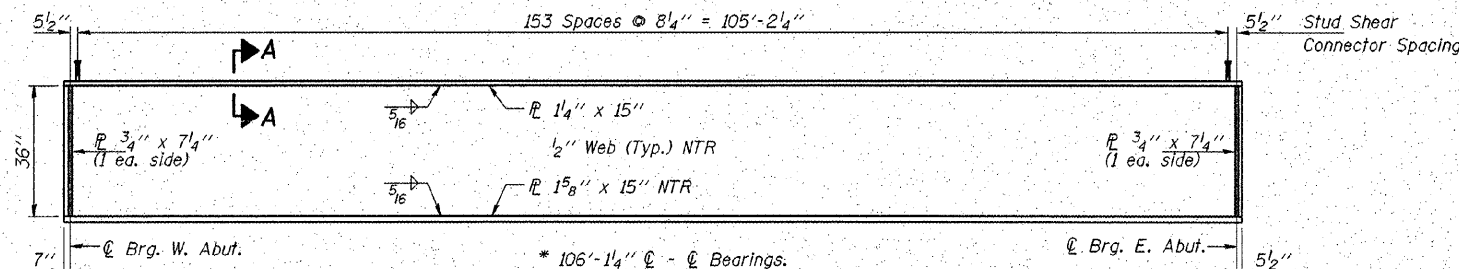 5½" 153 Spaces @ 8¼" = 105'-2¼" 5½" Stud Shear
Connector Spacing
A
A
36"
5/16
℄ 1¼" x 15"
½" Web (Typ.) NTR
℄ ¾" x 7¼"
(1 ea. side)
℄ ¾" x 7¼"
(1 ea. side)
5/16
℄ 1⅝" x 15" NTR
7" ℄ Brg. W. Abut. * 106'-1¼" ℄ - ℄ Bearings. ℄ Brg. E. Abut. 5½"